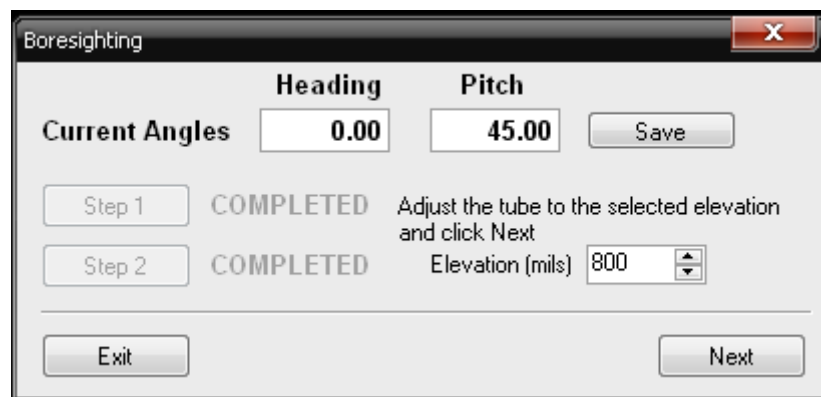 Boresighting
Heading Pitch
Current Angles 0.00 45.00 Save
Step 1 COMPLETED Adjust the tube to the selected elevation
and click Next
Step 2 COMPLETED Elevation (mils) 800
Exit Next